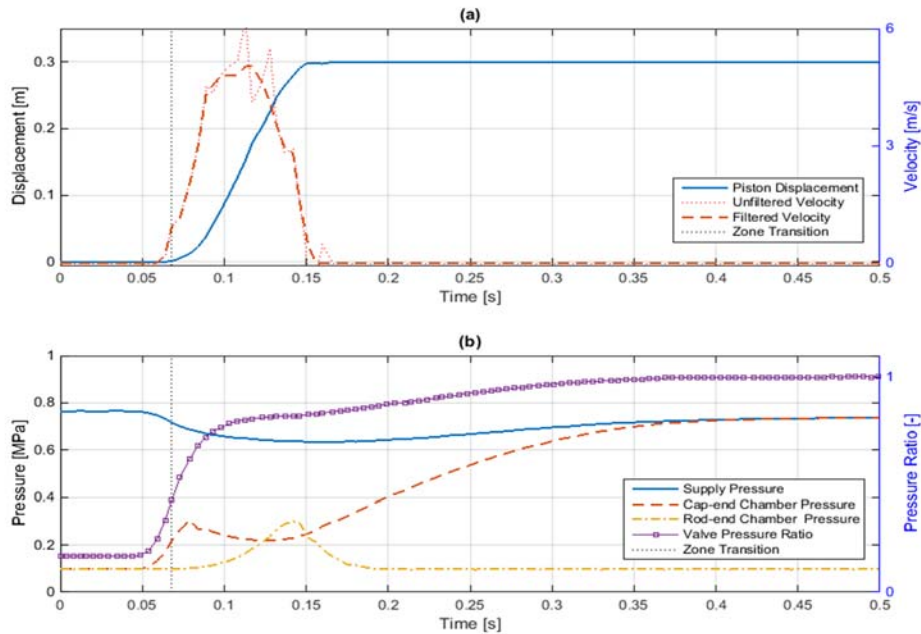 (a)
6
0.3
0.2
3
0.1
0
0
Displacement [m]
Velocity [m/s]
Piston Displacement
Unfiltered Velocity
Filtered Velocity
Zone Transition
0 0.05 0.1 0.15 0.2 0.25 0.3 0.35 0.4 0.45 0.5
Time [s]
(b)
1
1
0.8
0.6
0.4
0.2
0
0
Pressure [MPa]
Pressure Ratio [-]
Supply Pressure
Cap-end Chamber Pressure
Rod-end Chamber Pressure
Valve Pressure Ratio
Zone Transition
0 0.05 0.1 0.15 0.2 0.25 0.3 0.35 0.4 0.45 0.5
Time [s]